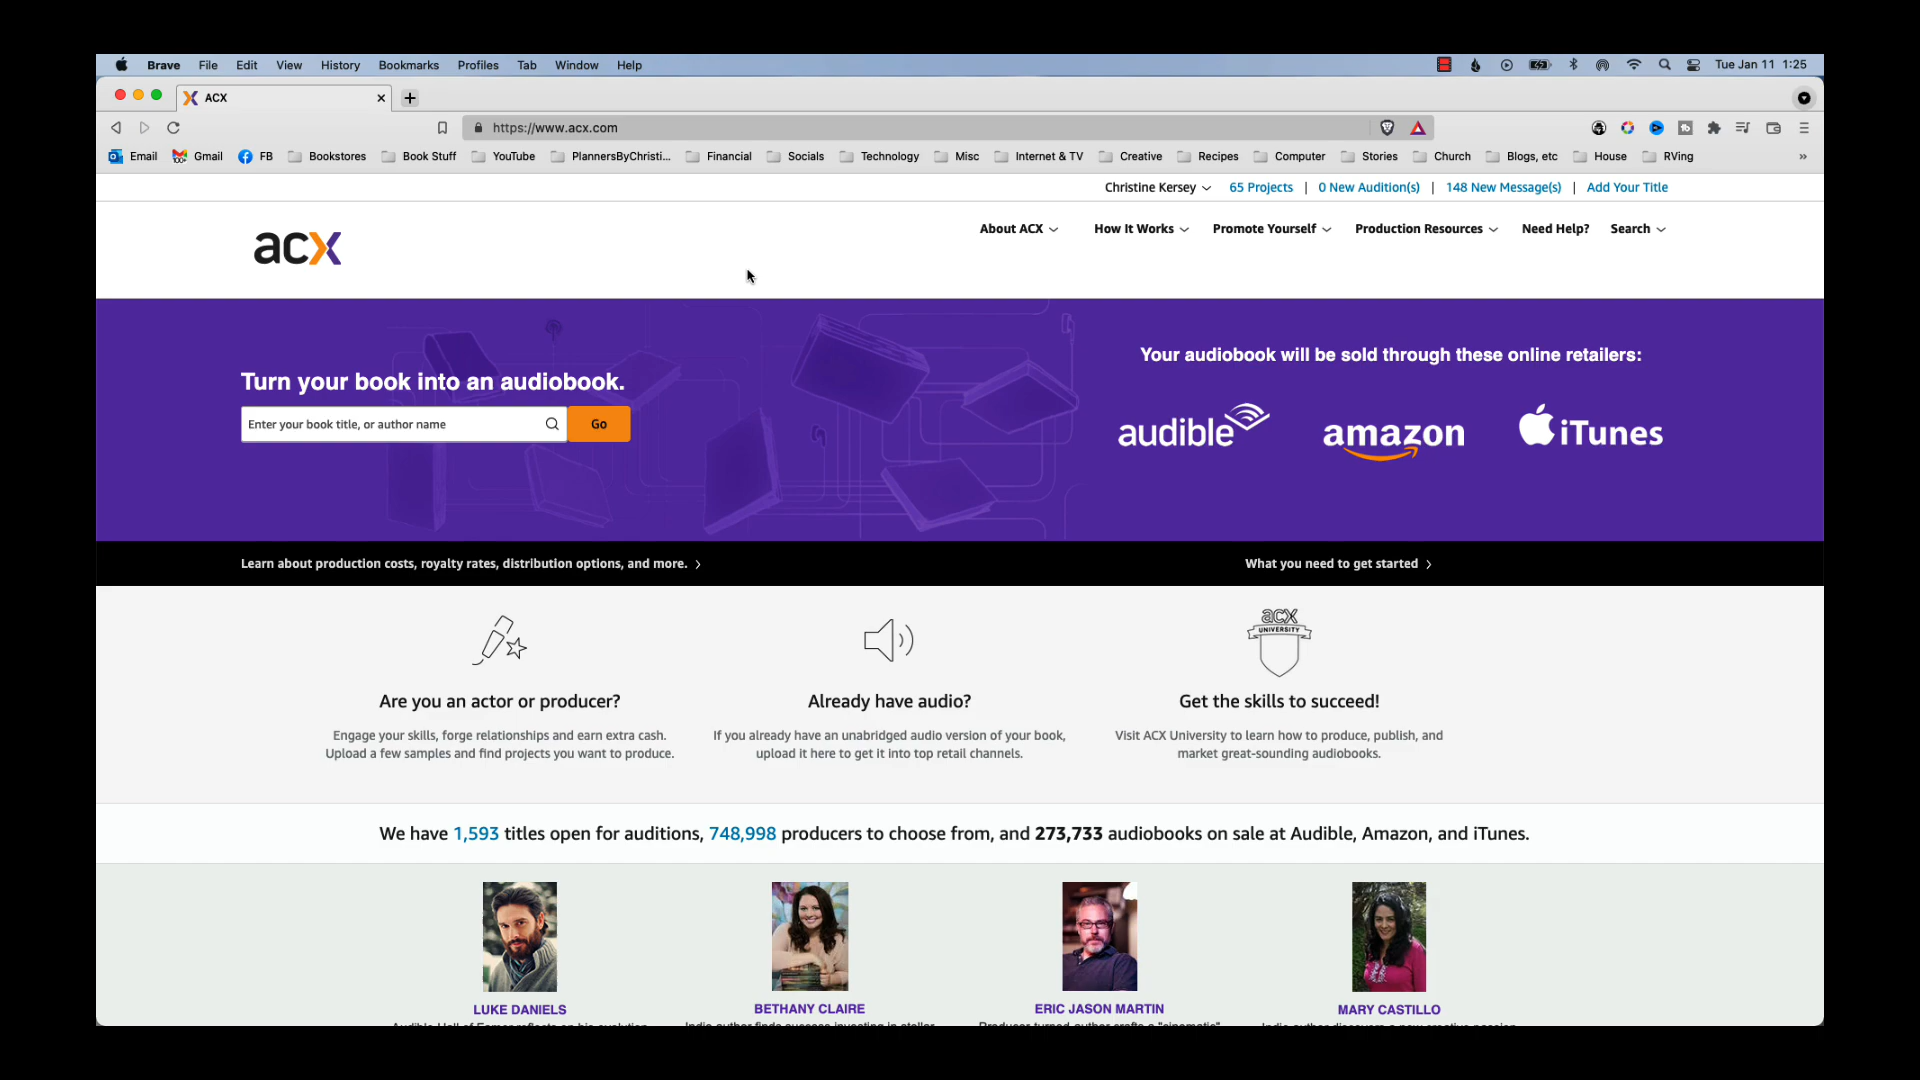 Brave File Edit View History Bookmarks Profiles Tab Window Help Tue Jan 11 1:25
ACX
https://www.acx.com
Email Gmail FB Bookstores Book Stuff YouTube PlannersByChristi... Financial Socials Technology Misc Internet & TV Creative Recipes Computer Stories Church Blogs, etc House RVing »
Christine Kersey 65 Projects | 0 New Audition(s) | 148 New Message(s) | Add Your Title
acx
About ACX How It Works Promote Yourself Production Resources Need Help? Search
Your audiobook will be sold through these online retailers:
Turn your book into an audiobook.
Enter your book title, or author name Go
audible amazon iTunes
Learn about production costs, royalty rates, distribution options, and more. >
What you need to get started >
acx
UNIVERSITY
Are you an actor or producer?
Engage your skills, forge relationships and earn extra cash.
Upload a few samples and find projects you want to produce.
Already have audio?
If you already have an unabridged audio version of your book,
upload it here to get it into top retail channels.
Get the skills to succeed!
Visit ACX University to learn how to produce, publish, and
market great-sounding audiobooks.
We have 1,593 titles open for auditions, 748,998 producers to choose from, and 273,733 audiobooks on sale at Audible, Amazon, and iTunes.
LUKE DANIELS
BETHANY CLAIRE
ERIC JASON MARTIN
MARY CASTILLO